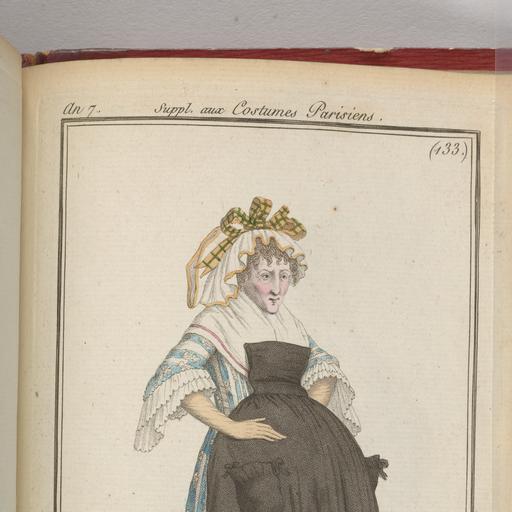 An 7.
Suppl. aux Costumes Parisiens.
(133.)